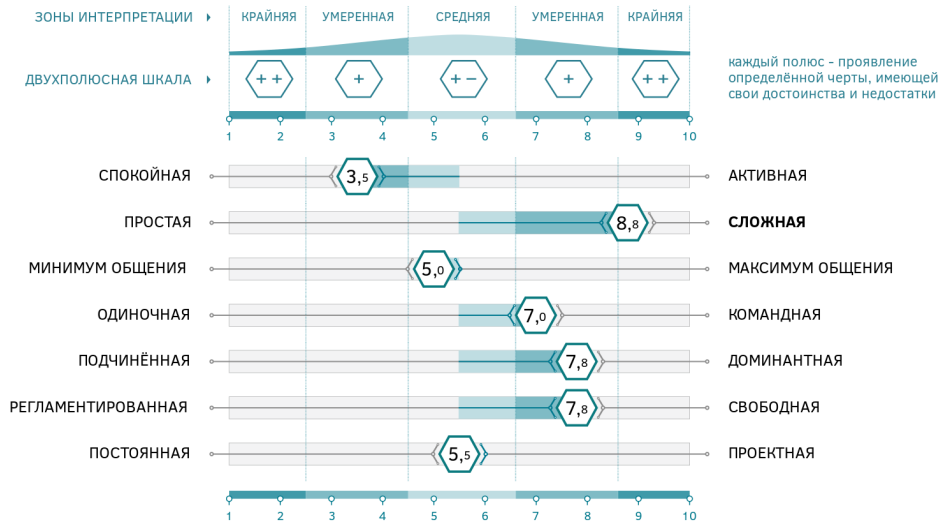 ЗОНЫ ИНТЕРПРЕТАЦИИ КРАЙНЯЯ УМЕРЕННАЯ СРЕДНЯЯ УМЕРЕННАЯ КРАЙНЯЯ
ДВУХПОЛЮСНАЯ ШКАЛА + + + + − + + +
каждый полюс - проявление
определённой черты, имеющей
свои достоинства и недостатки
1 2 3 4 5 6 7 8 9 10
СПОКОЙНАЯ 3,5 АКТИВНАЯ
ПРОСТАЯ 8,8 СЛОЖНАЯ
МИНИМУМ ОБЩЕНИЯ 5,0 МАКСИМУМ ОБЩЕНИЯ
ОДИНОЧНАЯ 7,0 КОМАНДНАЯ
ПОДЧИНЁННАЯ 7,8 ДОМИНАНТНАЯ
РЕГЛАМЕНТИРОВАННАЯ 7,8 СВОБОДНАЯ
ПОСТОЯННАЯ 5,5 ПРОЕКТНАЯ
1 2 3 4 5 6 7 8 9 10